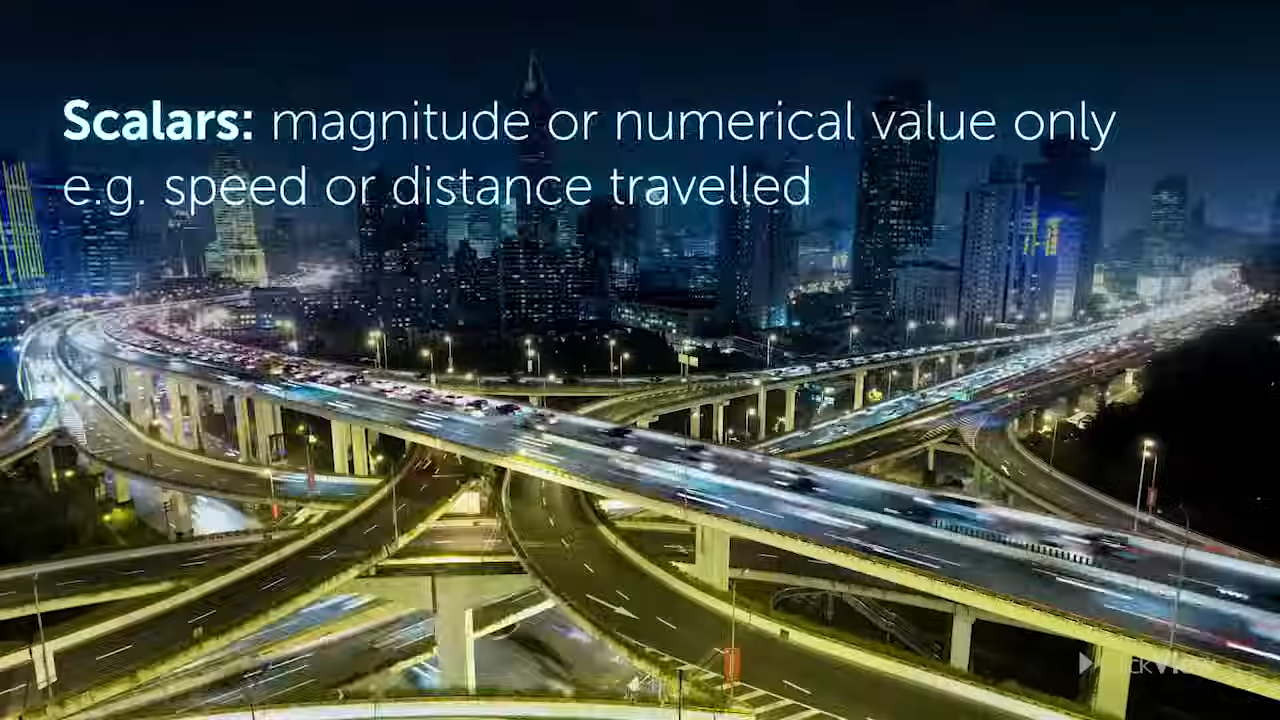 Scalars: magnitude or numerical value only
e.g. speed or distance travelled